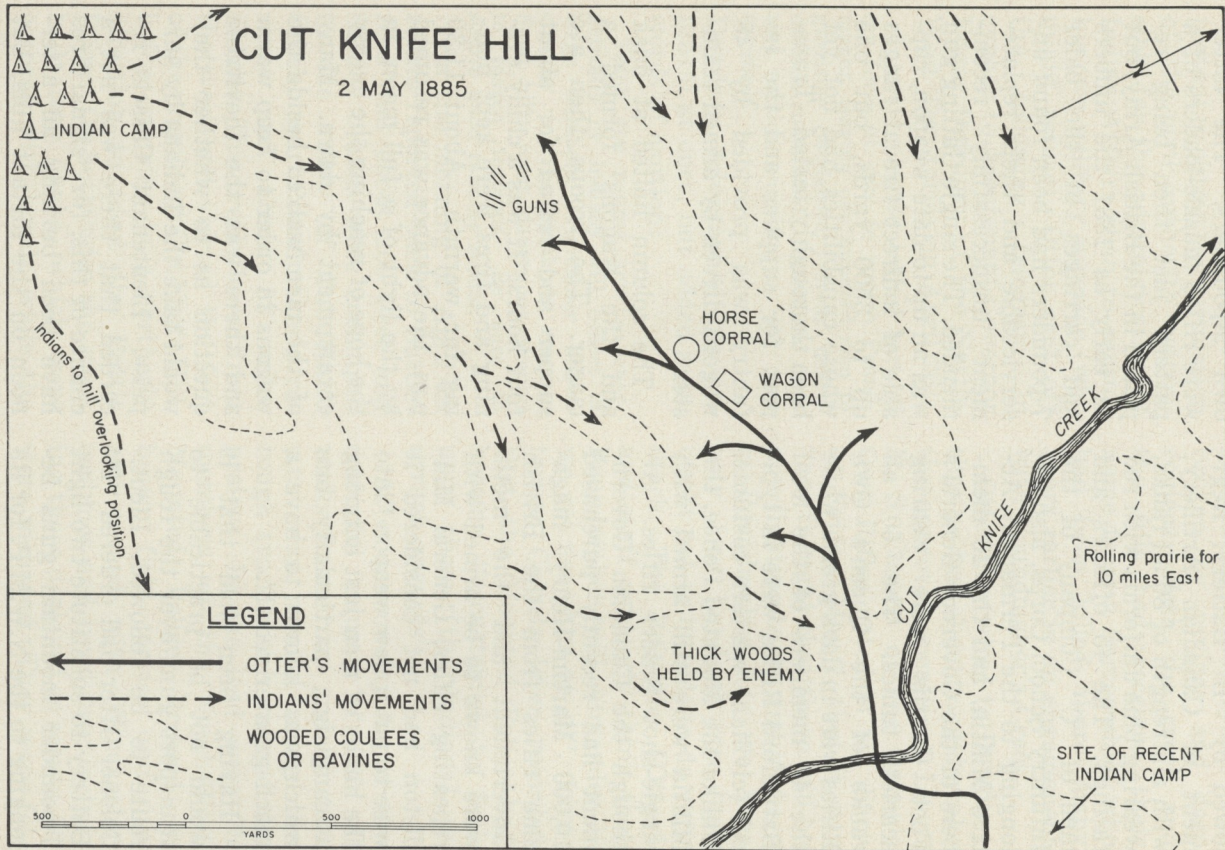 CUT KNIFE HILL
2 MAY 1885
N
INDIAN CAMP
GUNS
HORSE
CORRAL
WAGON
CORRAL
Indians to hill overlooking position
CUT KNIFE CREEK
Rolling prairie for
10 miles East
THICK WOODS
HELD BY ENEMY
SITE OF RECENT
INDIAN CAMP
LEGEND
OTTER'S MOVEMENTS
INDIANS' MOVEMENTS
WOODED COULEES
OR RAVINES
500 0 500 1000
YARDS